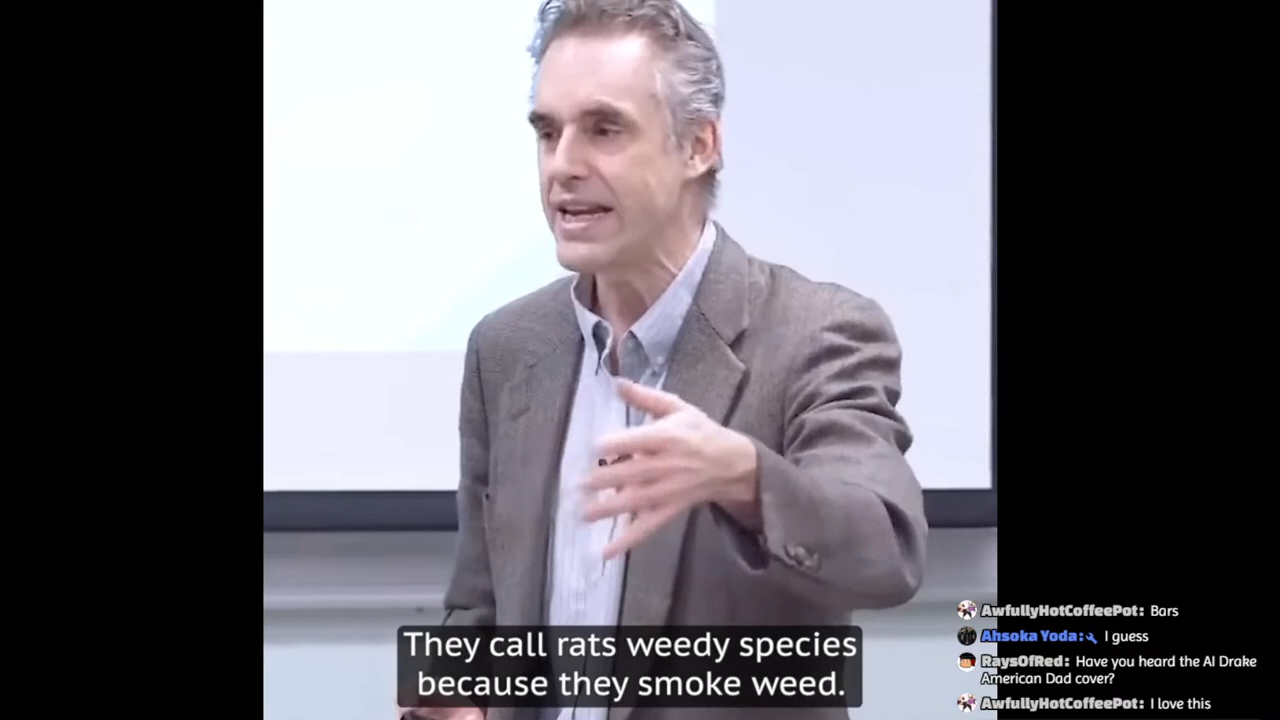 They call rats weedy species
because they smoke weed.
AwfullyHotCoffeePot: Bars
Ahsoka Yoda: I guess
RaysOfRed: Have you heard the AI Drake
American Dad cover?
AwfullyHotCoffeePot: I love this